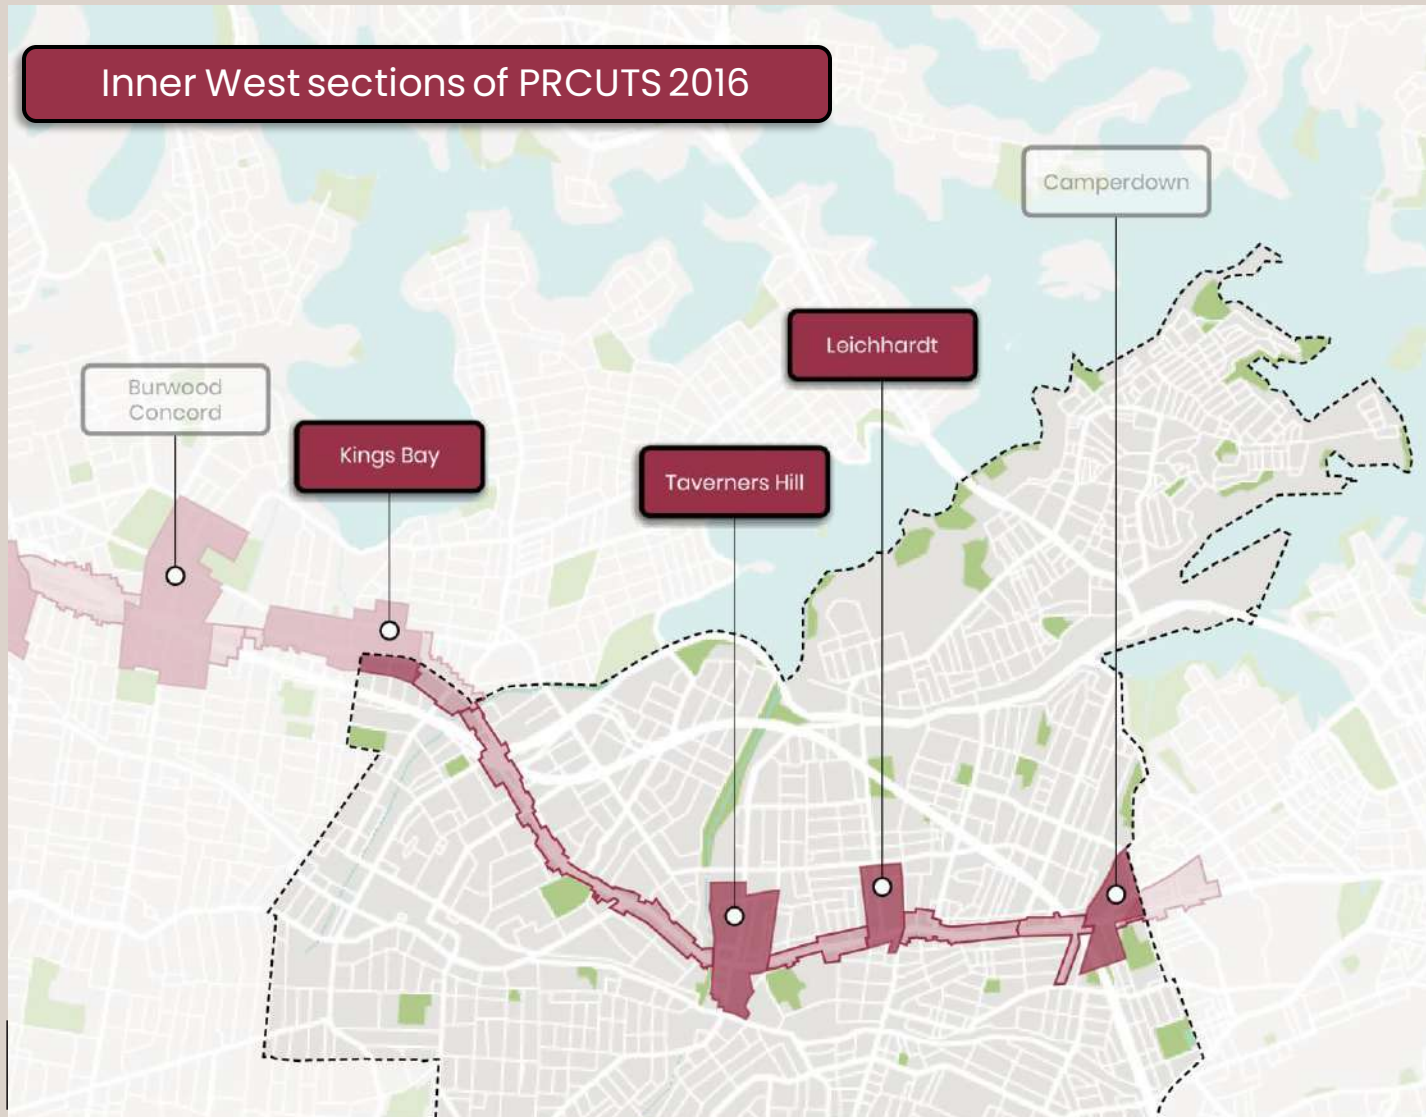 Inner West sections of PRCUTS 2016
Camperdown
Leichhardt
Burwood
Concord
Kings Bay
Taverners Hill